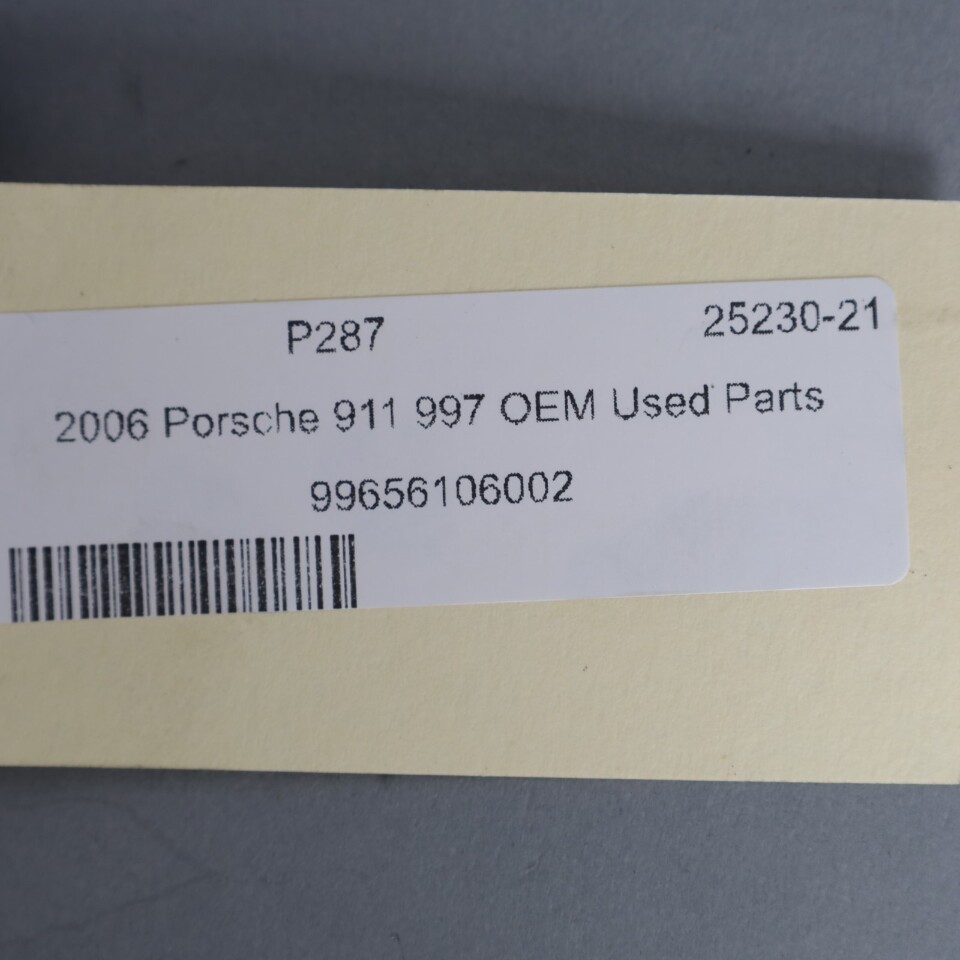 P287 25230-21
2006 Porsche 911 997 OEM Used Parts
99656106002